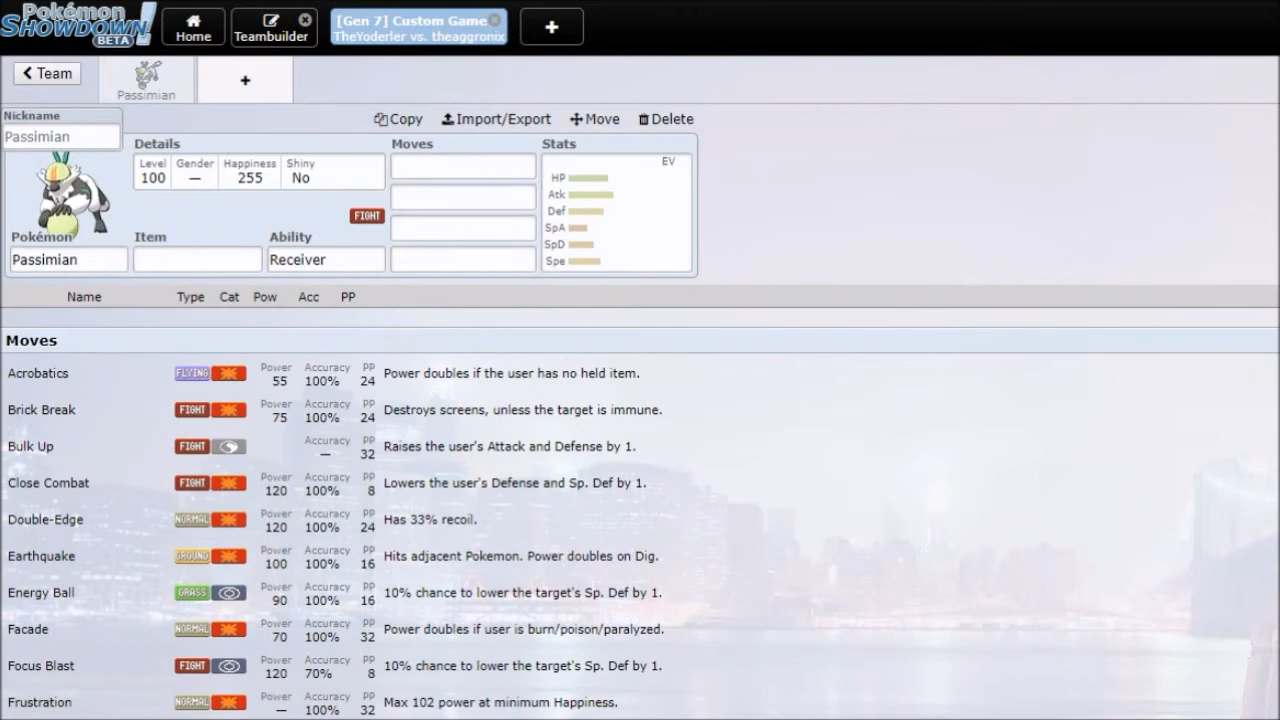 Pokémon
SHOWDOWN!
BETA
Home
Teambuilder
[Gen 7] Custom Game
TheYoderler vs. theaggronix
+
Team
Passimian
+
Copy
Import/Export
Move
Delete
Nickname
Passimian
Details
Level
100
Gender
—
Happiness
255
Shiny
No
FIGHT
Pokémon
Passimian
Item
Ability
Receiver
Moves
Stats
EV
HP
Atk
Def
SpA
SpD
Spe
Name Type Cat Pow Acc PP
Moves
Acrobatics FLYING Power 55 Accuracy 100% PP 24 Power doubles if the user has no held item.
Brick Break FIGHT Power 75 Accuracy 100% PP 24 Destroys screens, unless the target is immune.
Bulk Up FIGHT Accuracy — PP 32 Raises the user's Attack and Defense by 1.
Close Combat FIGHT Power 120 Accuracy 100% PP 8 Lowers the user's Defense and Sp. Def by 1.
Double-Edge NORMAL Power 120 Accuracy 100% PP 24 Has 33% recoil.
Earthquake GROUND Power 100 Accuracy 100% PP 16 Hits adjacent Pokemon. Power doubles on Dig.
Energy Ball GRASS Power 90 Accuracy 100% PP 16 10% chance to lower the target's Sp. Def by 1.
Facade NORMAL Power 70 Accuracy 100% PP 32 Power doubles if user is burn/poison/paralyzed.
Focus Blast FIGHT Power 120 Accuracy 70% PP 8 10% chance to lower the target's Sp. Def by 1.
Frustration NORMAL Power — Accuracy 100% PP 32 Max 102 power at minimum Happiness.